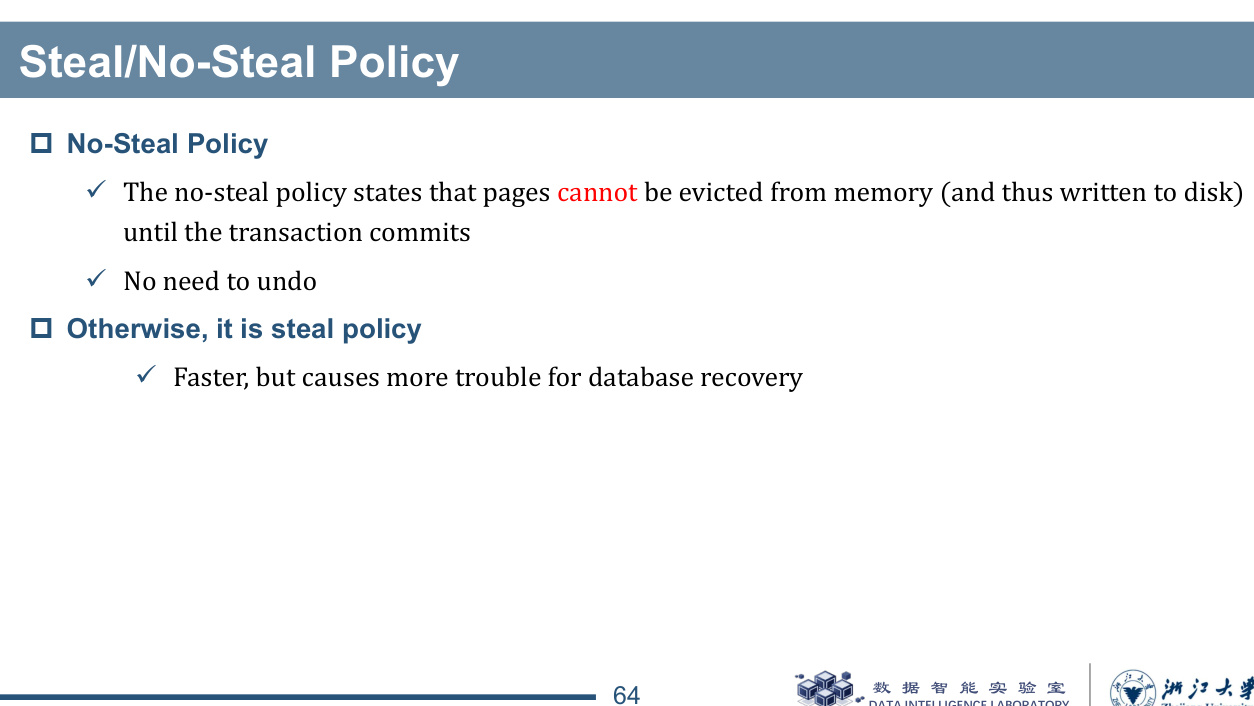 Steal/No-Steal Policy
No-Steal Policy
The no-steal policy states that pages cannot be evicted from memory (and thus written to disk)
until the transaction commits
No need to undo
Otherwise, it is steal policy
Faster, but causes more trouble for database recovery
64
数据智能实验室
DATA INTELLIGENCE LABORATORY
浙江大学
Zhejiang University